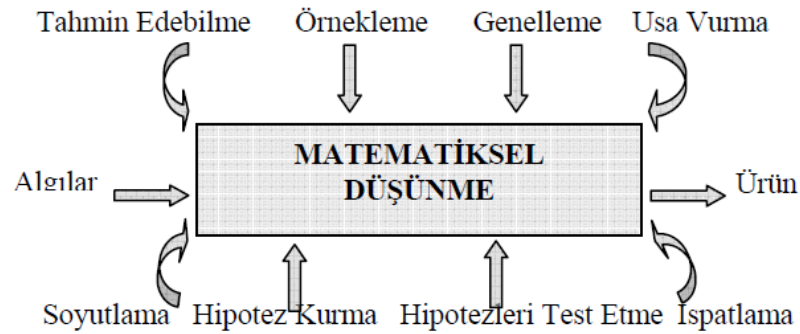 Tahmin Edebilme Örnekleme Genelleme Usa Vurma
MATEMATİKSEL
DÜŞÜNME
Algılar
Ürün
Soyutlama Hipotez Kurma Hipotezleri Test Etme İspatlama